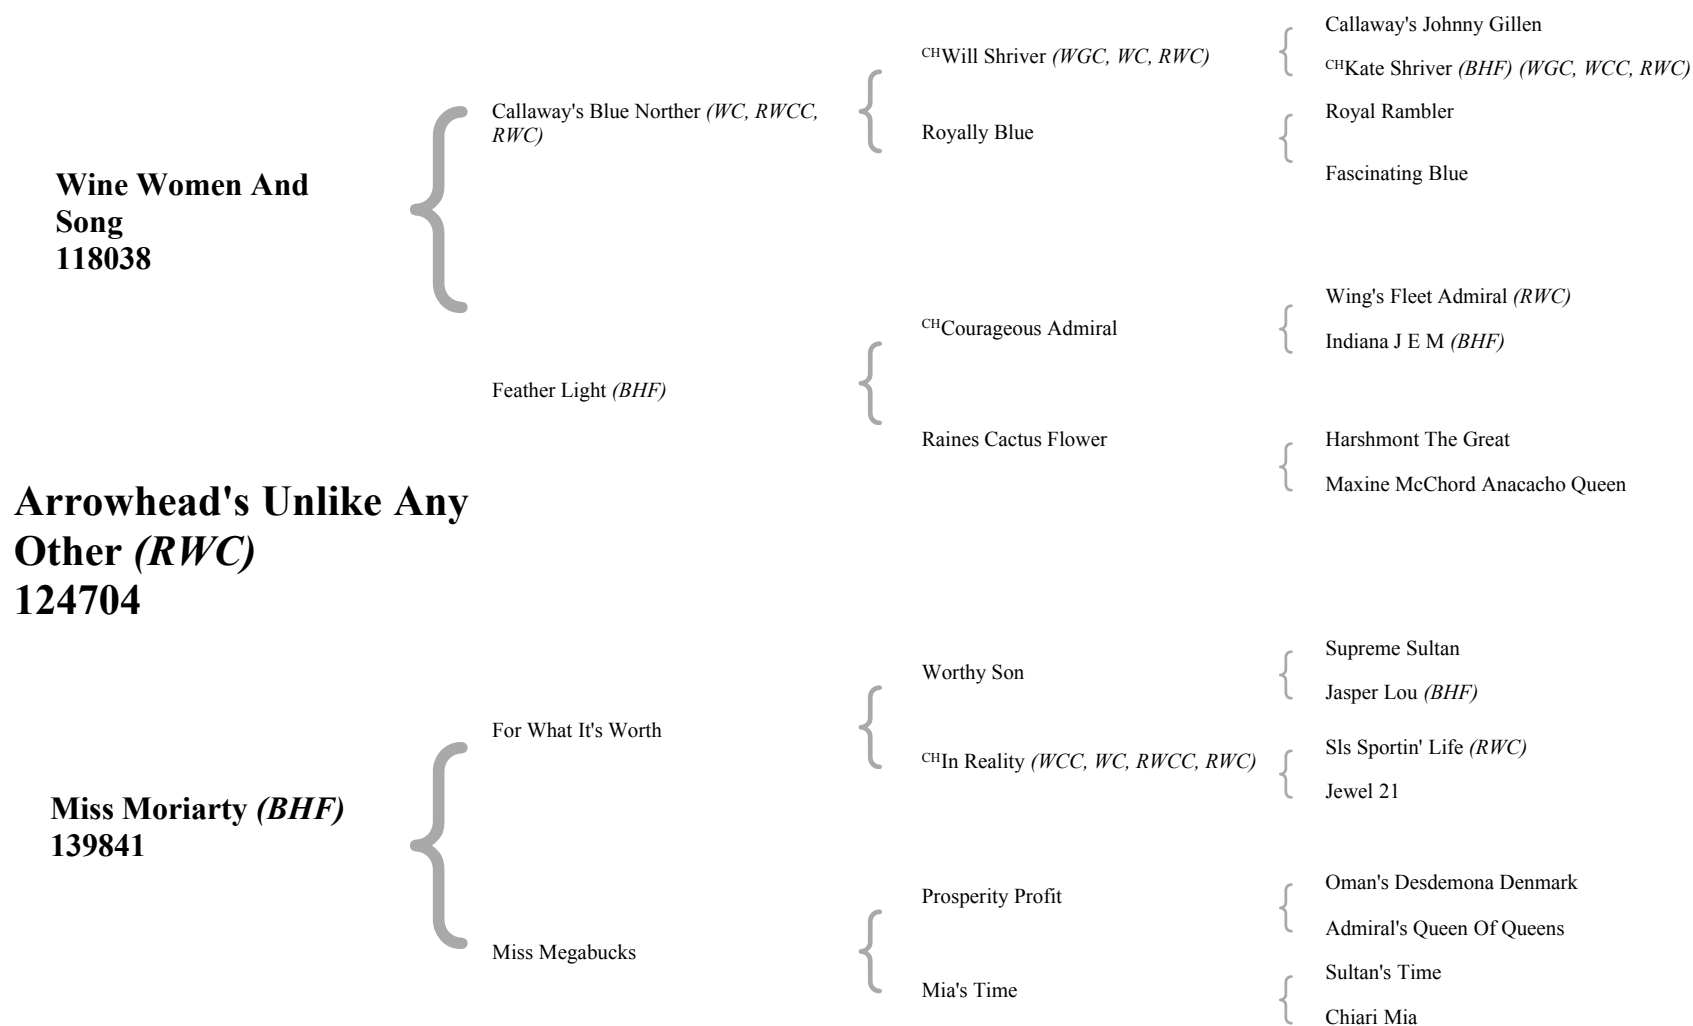 Callaway's Johnny Gillen
CHWill Shriver (WGC, WC, RWC)
CHKate Shriver (BHF) (WGC, WCC, RWC)
Callaway's Blue Norther (WC, RWCC,
RWC)
Royal Rambler
Royally Blue
Fascinating Blue
Wine Women And
Song
118038
Wing's Fleet Admiral (RWC)
CHCourageous Admiral
Indiana J E M (BHF)
Feather Light (BHF)
Raines Cactus Flower
Harshmont The Great
Maxine McChord Anacacho Queen
Arrowhead's Unlike Any
Other (RWC)
124704
Supreme Sultan
Worthy Son
Jasper Lou (BHF)
For What It's Worth
Sls Sportin' Life (RWC)
CHIn Reality (WCC, WC, RWCC, RWC)
Jewel 21
Miss Moriarty (BHF)
139841
Oman's Desdemona Denmark
Prosperity Profit
Admiral's Queen Of Queens
Miss Megabucks
Sultan's Time
Mia's Time
Chiari Mia